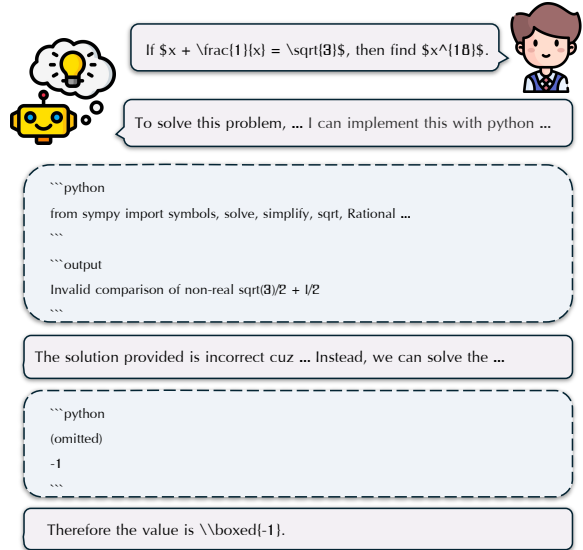 If $x + \frac{1}{x} = \sqrt{3}$, then find $x^{18}$.
To solve this problem, ... I can implement this with python ...
```python
from sympy import symbols, solve, simplify, sqrt, Rational ...
```
```output
Invalid comparison of non-real sqrt(3)/2 + I/2
```
The solution provided is incorrect cuz ... Instead, we can solve the ...
```python
(omitted)
-1
```
Therefore the value is \\boxed{-1}.